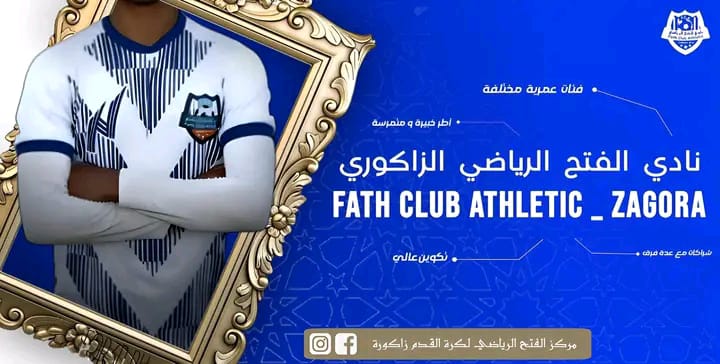 فئات عمرية مختلفة
أطر خبيرة و متمرسة
نادي الفتح الرياضي الزاكوري
FATH CLUB ATHLETIC _ ZAGORA
شراكات مع عدة فرق
تكوين عالي
مركز الفتح الرياضي لكرة القدم زاكورة